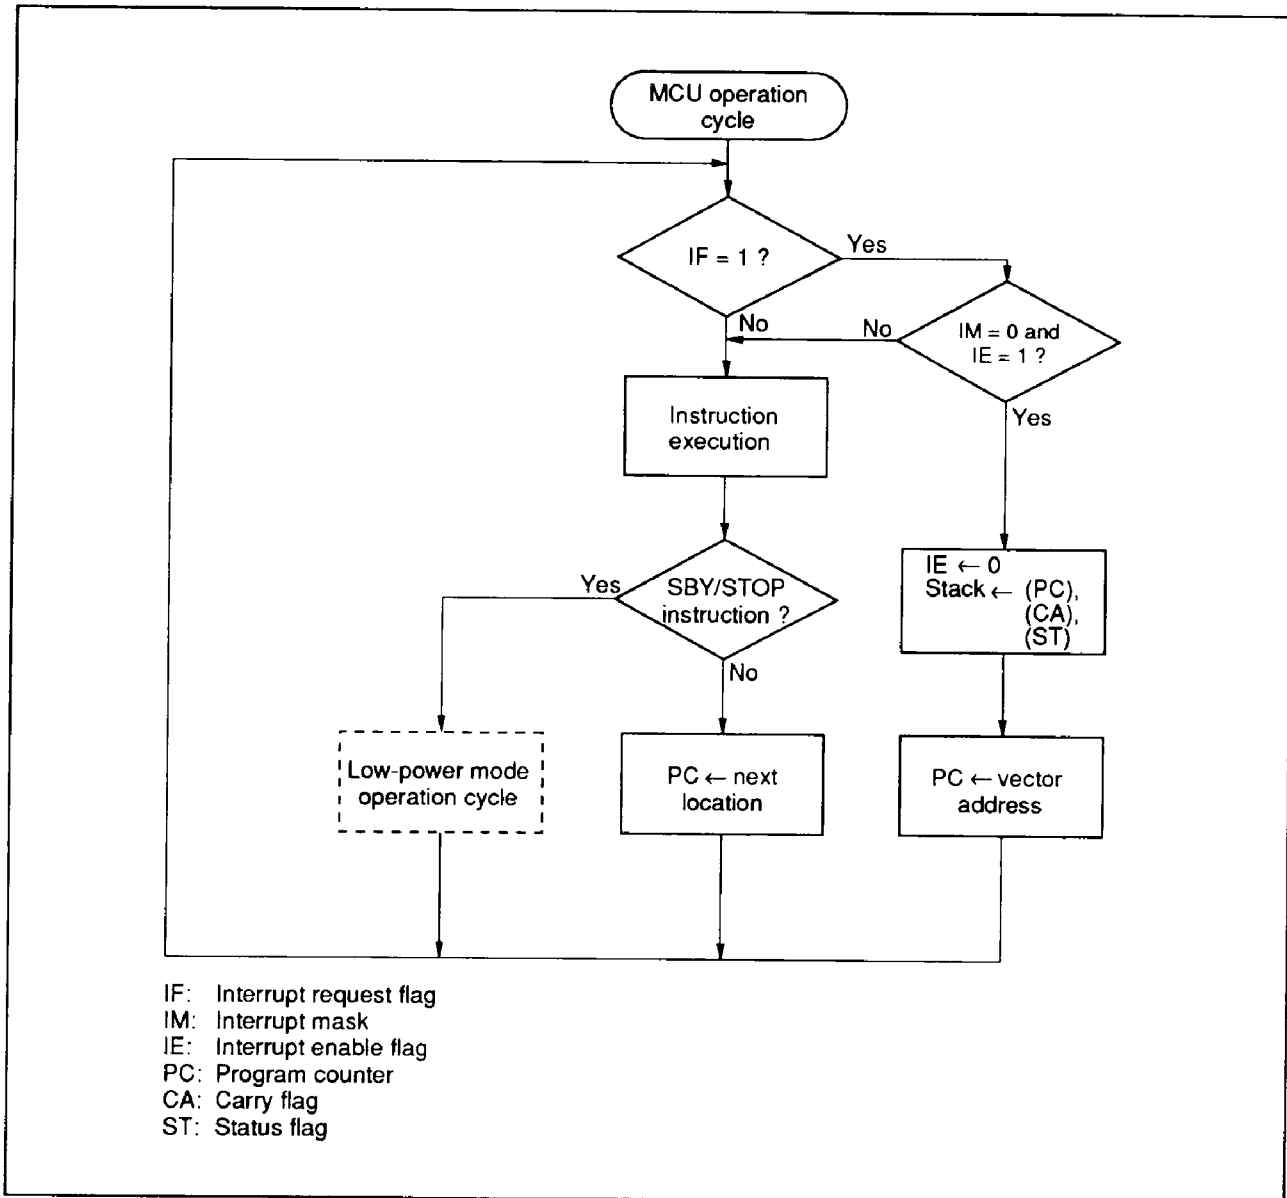 MCU operation
cycle
IF = 1 ?
Yes
No
No
IM = 0 and
IE = 1 ?
Yes
Instruction
execution
Yes
SBY/STOP
instruction ?
No
IE ← 0
Stack ← (PC),
(CA),
(ST)
Low-power mode
operation cycle
PC ← next
location
PC ← vector
address
IF: Interrupt request flag
IM: Interrupt mask
IE: Interrupt enable flag
PC: Program counter
CA: Carry flag
ST: Status flag